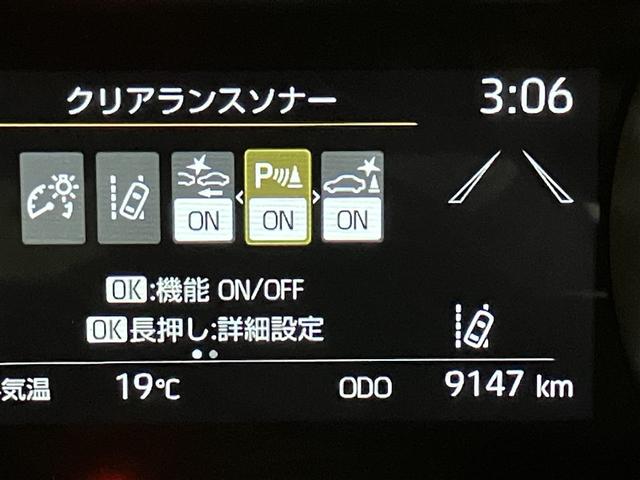 クリアランスソナー
3:06
P
ON ON ON
OK:機能 ON/OFF
OK長押し:詳細設定
気温 19℃ ODO 9147 km